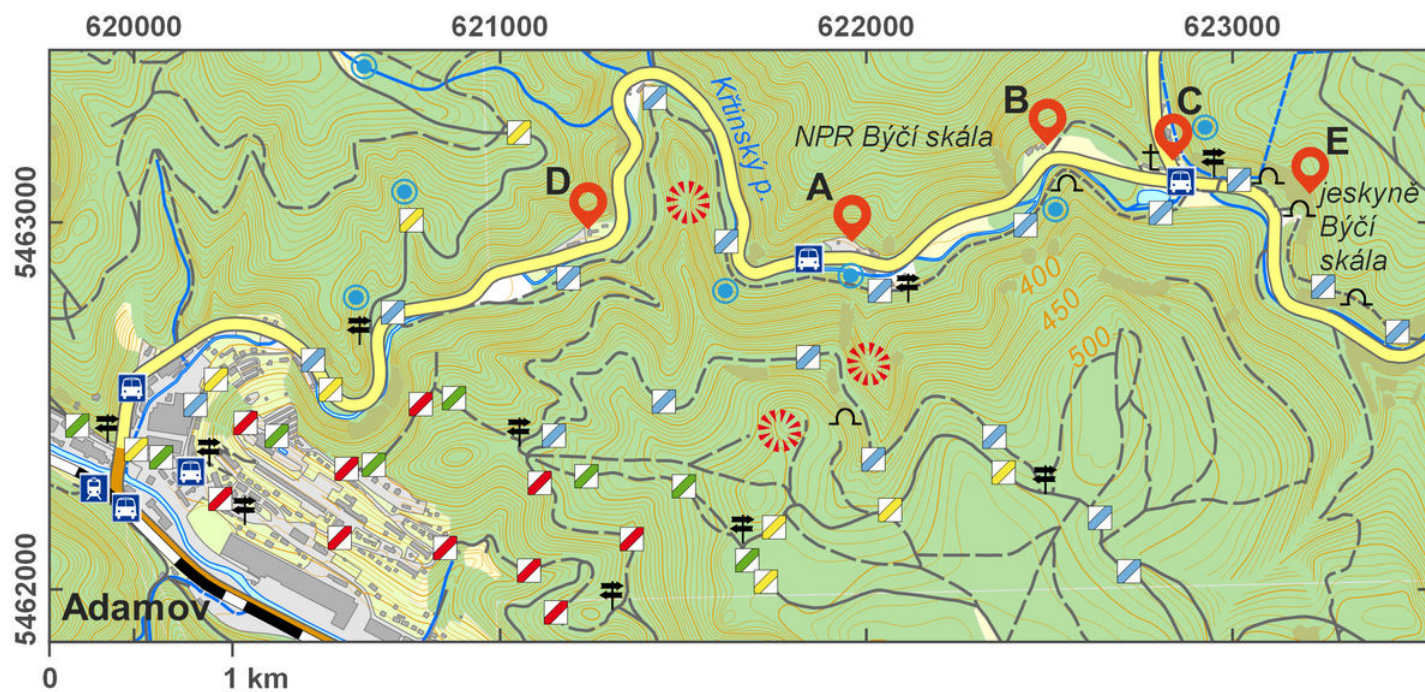 620000
621000
622000
623000
5463000
5462000
Křtinský p.
NPR Býčí skála
B
C
E
D
A
jeskyně
Býčí
skála
400
450
500
Adamov
0
1 km